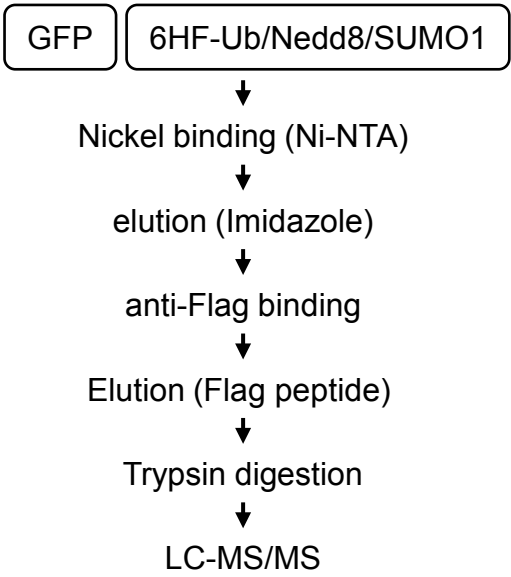 GFP 6HF-Ub/Nedd8/SUMO1
Nickel binding (Ni-NTA)
elution (Imidazole)
anti-Flag binding
Elution (Flag peptide)
Trypsin digestion
LC-MS/MS